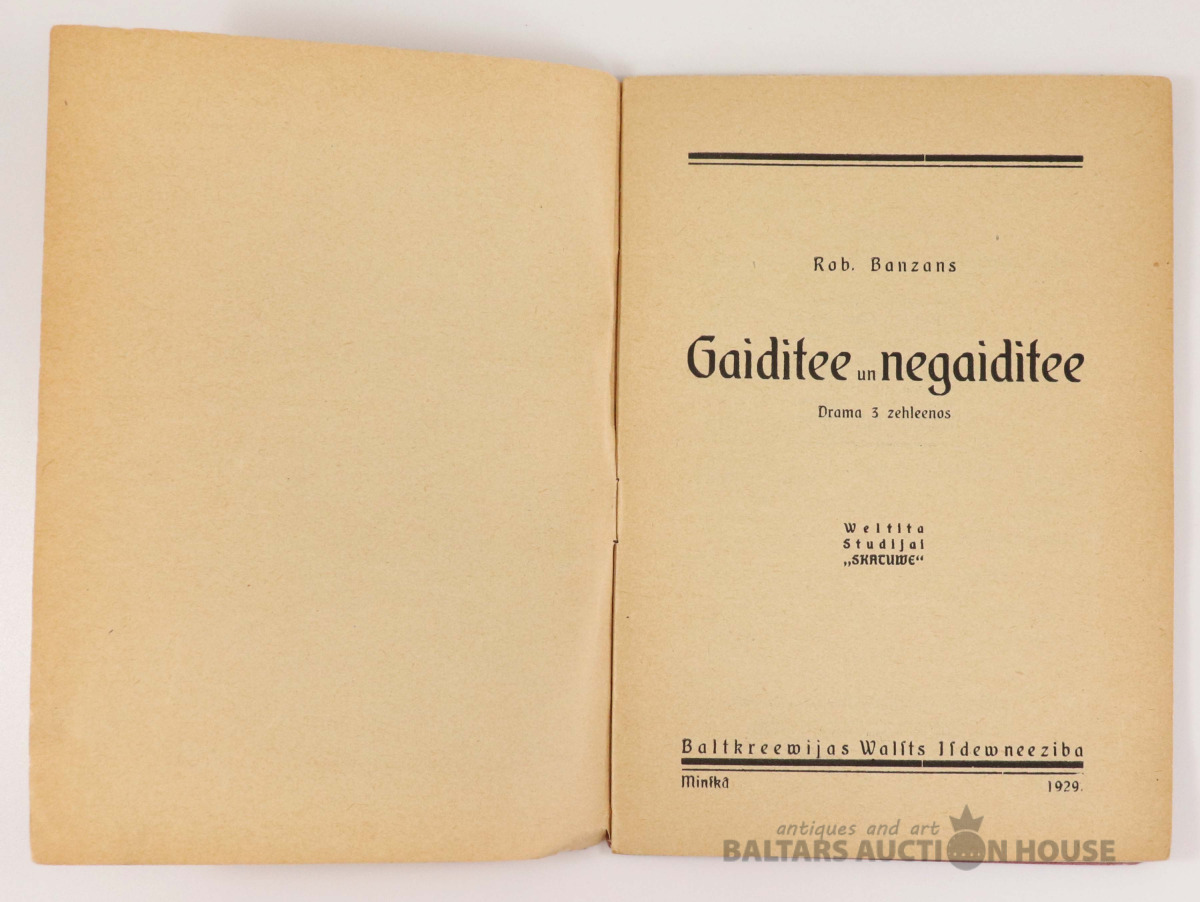 Rob. Banzans
Gaiditee un negaiditee
Drama 3 zehleenos
Weltita
Studijai
„SKATUWE“
Baltkreewijas Walſts Iſdewneeziba
Minſkâ 1929.
antiques and art
BALTARS AUCTION HOUSE